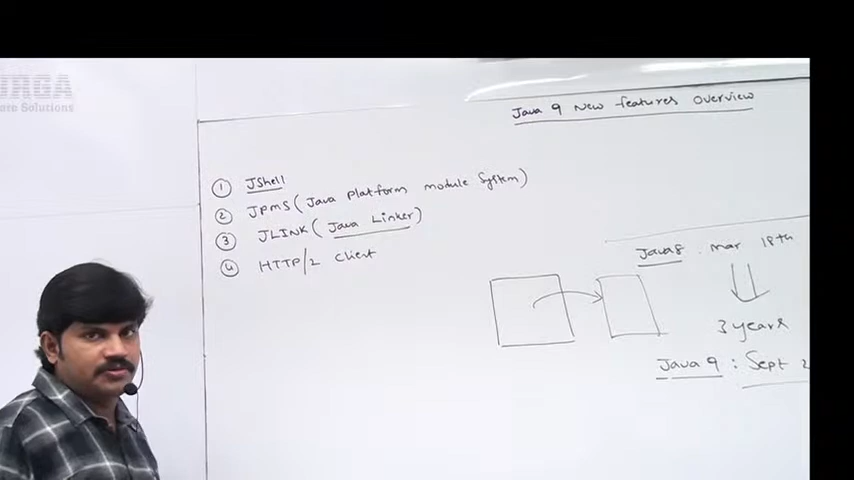 Java 9 New features Overview
① JShell
② JPMS (Java platform module System)
③ JLINK (Java Linker)
④ HTTP/2 Client
Java8 . mar 18th
3 years
Java 9 : Sept 2